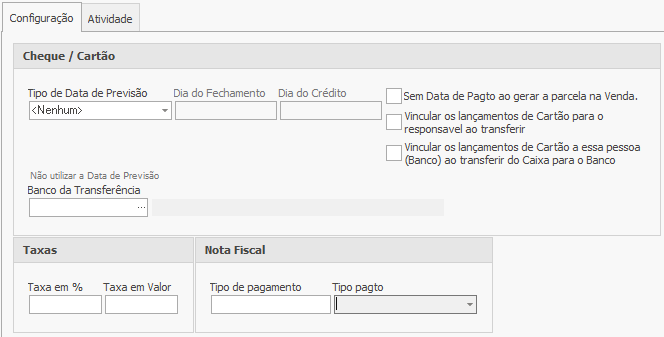 Configuração
Atividade
Cheque / Cartão
Tipo de Data de Previsão
Dia do Fechamento
Dia do Crédito
<Nenhum>
Sem Data de Pagto ao gerar a parcela na Venda.
Vincular os lançamentos de Cartão para o
responsavel ao transferir
Vincular os lançamentos de Cartão a essa pessoa
(Banco) ao transferir do Caixa para o Banco
Não utilizar a Data de Previsão
Banco da Transferência
...
Taxas
Taxa em %
Taxa em Valor
Nota Fiscal
Tipo de pagamento
Tipo pagto